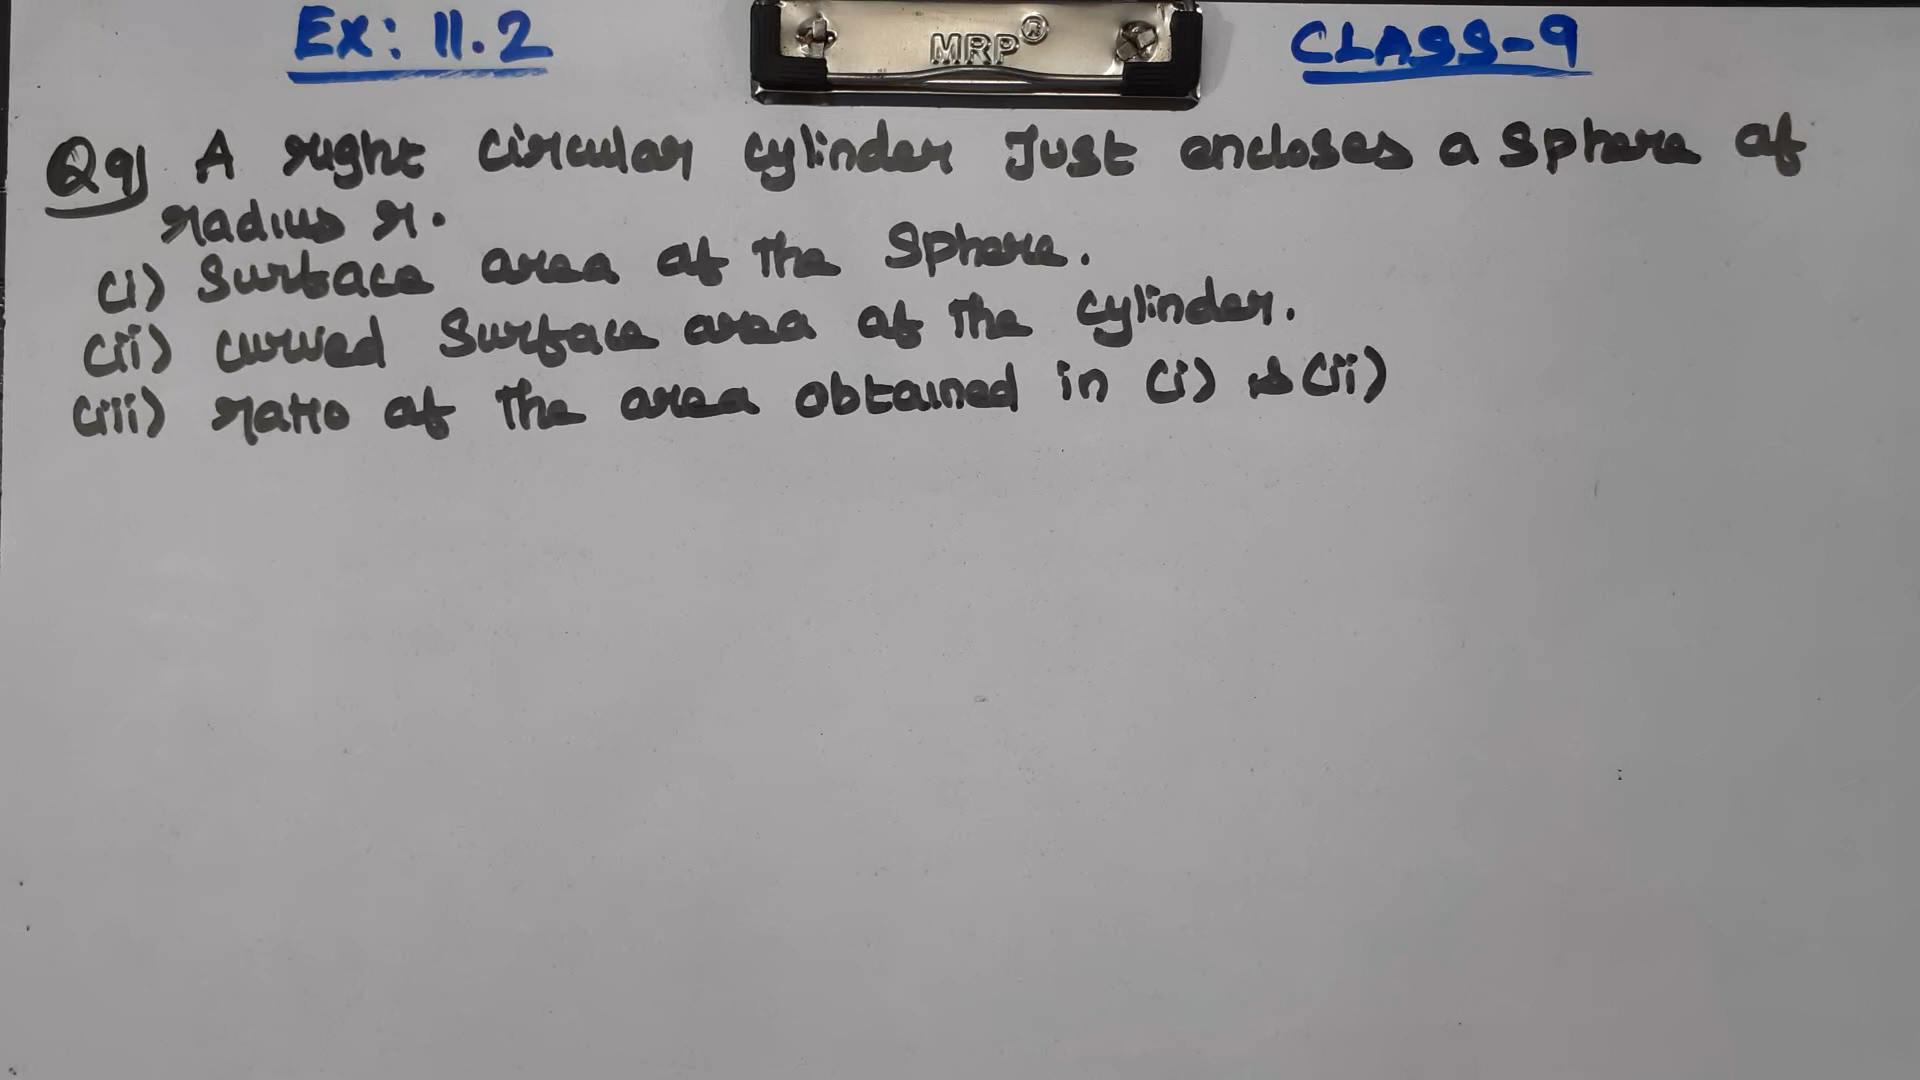 Ex: 11.2
MRP®
CLASS-9
Q9) A right circular cylinder Just encloses a sphere of
radius r.
(i) Surface area of the Sphere.
(ii) curved Surface area of the cylinder.
(iii) ratio of the area obtained in (i) & (ii)